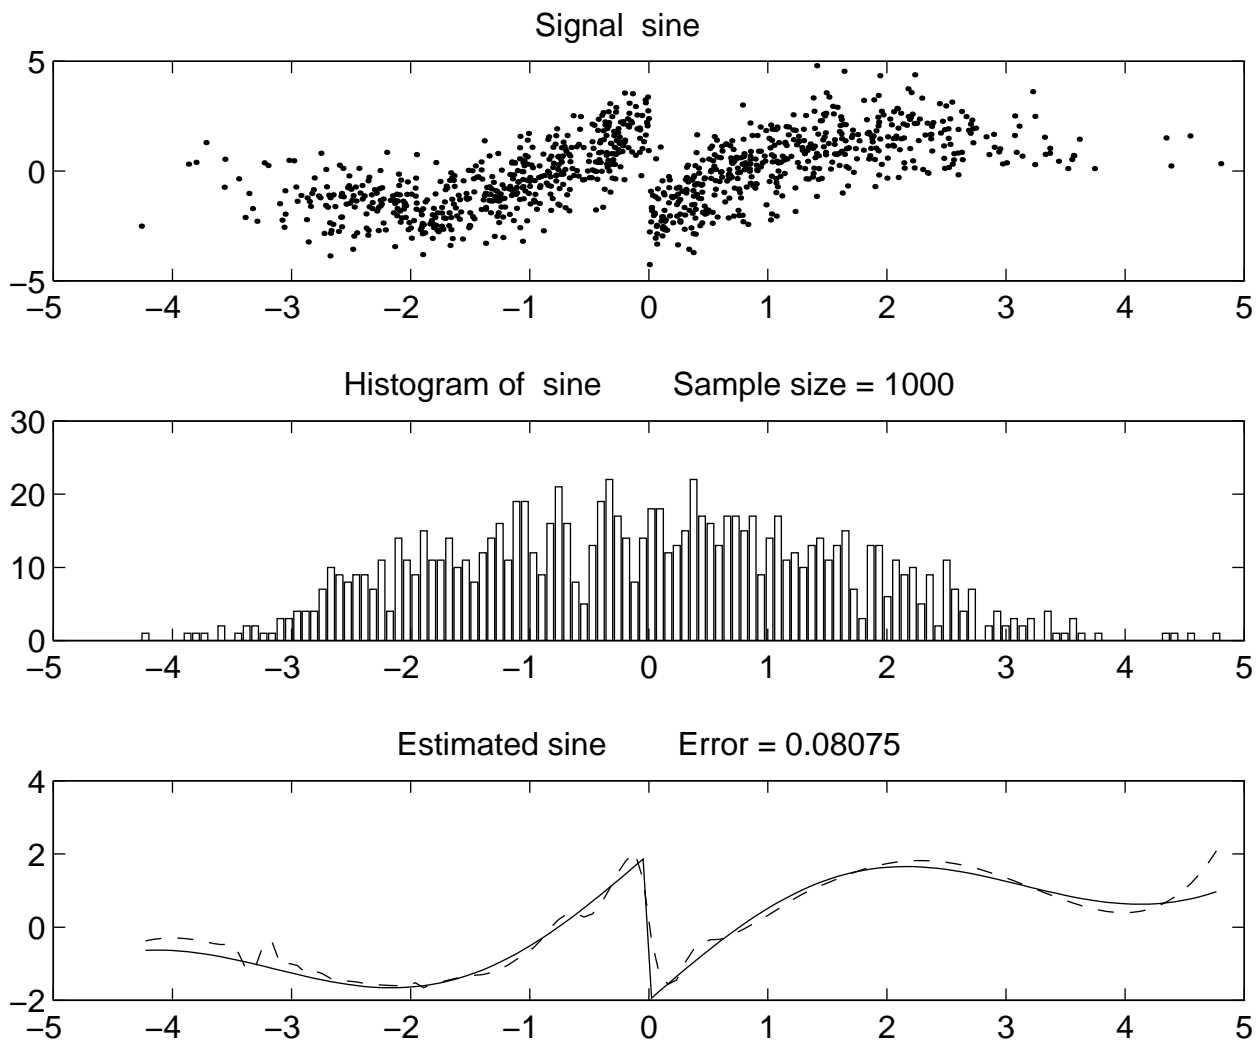 Signal sine
5
0
−5
−5 −4 −3 −2 −1 0 1 2 3 4 5
Histogram of sine Sample size = 1000
30
20
10
0
−5 −4 −3 −2 −1 0 1 2 3 4 5
Estimated sine Error = 0.08075
4
2
0
−2
−5 −4 −3 −2 −1 0 1 2 3 4 5